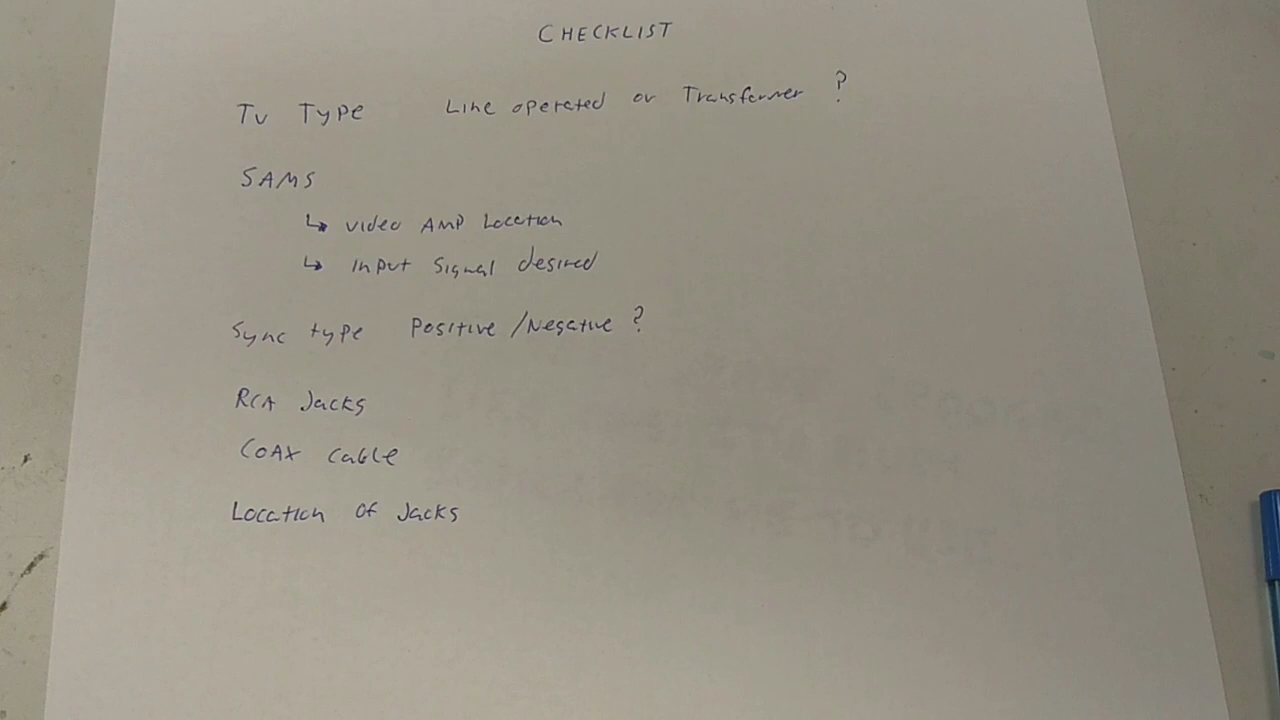 CHECKLIST
TV Type Line operated or Transformer ?
SAMS
↳ Video AMP Location
↳ Input Signal desired
Sync type Positive/Negative ?
RCA Jacks
COAX Cable
Location Of Jacks